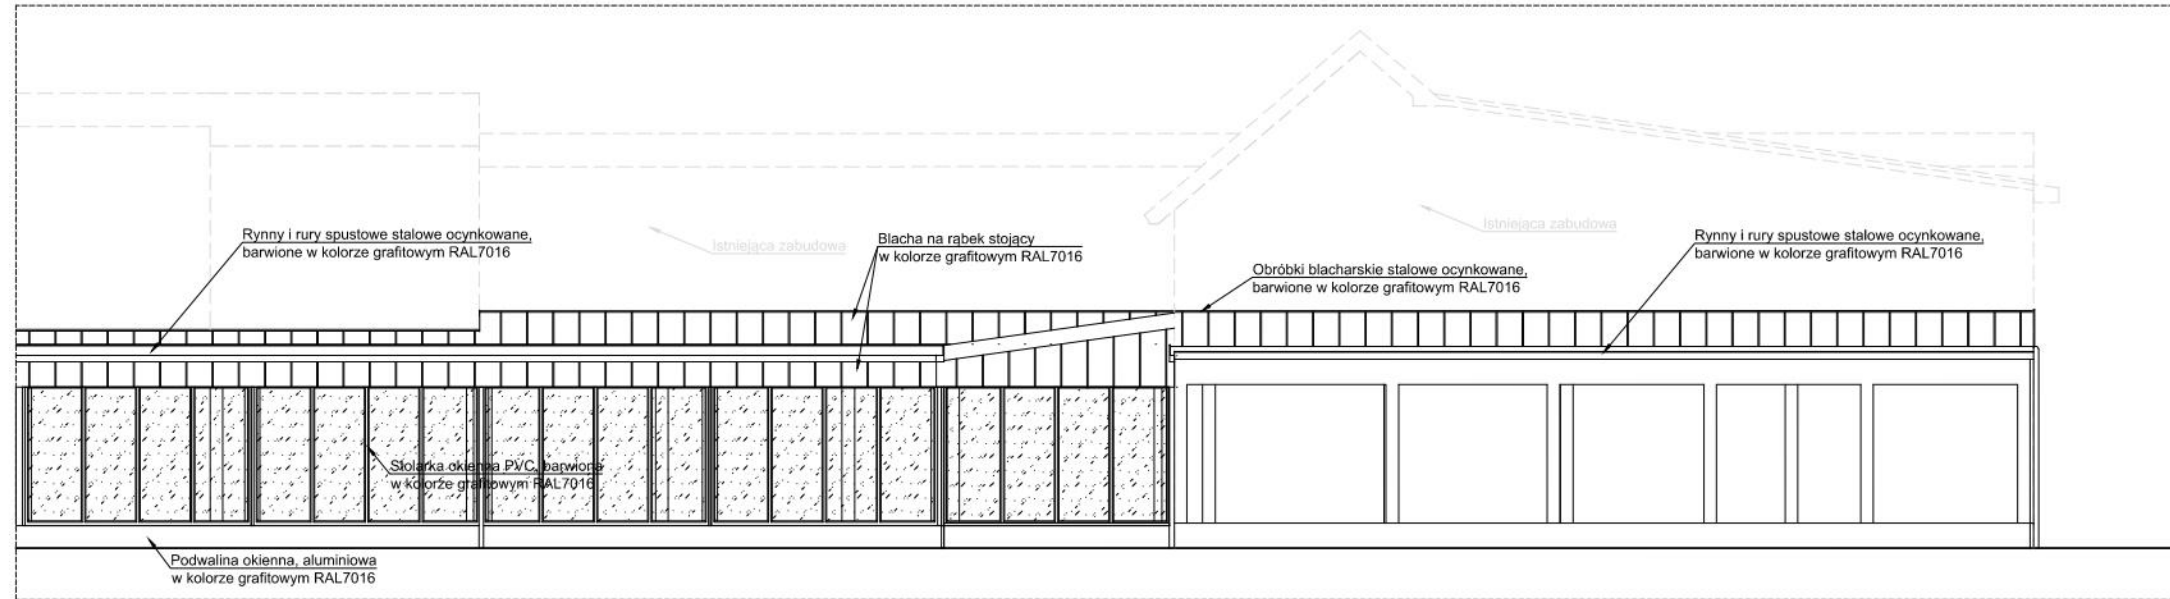 Rynny i rury spustowe stalowe ocynkowane,
barwione w kolorze grafitowym RAL7016
Istniejąca zabudowa
Blacha na rąbek stojący
w kolorze grafitowym RAL7016
Istniejąca zabudowa
Rynny i rury spustowe stalowe ocynkowane,
barwione w kolorze grafitowym RAL7016
Obróbki blacharskie stalowe ocynkowane,
barwione w kolorze grafitowym RAL7016
Stolarka okienna PVC, barwiona
w kolorze grafitowym RAL7016
Podwalina okienna, aluminiowa
w kolorze grafitowym RAL7016